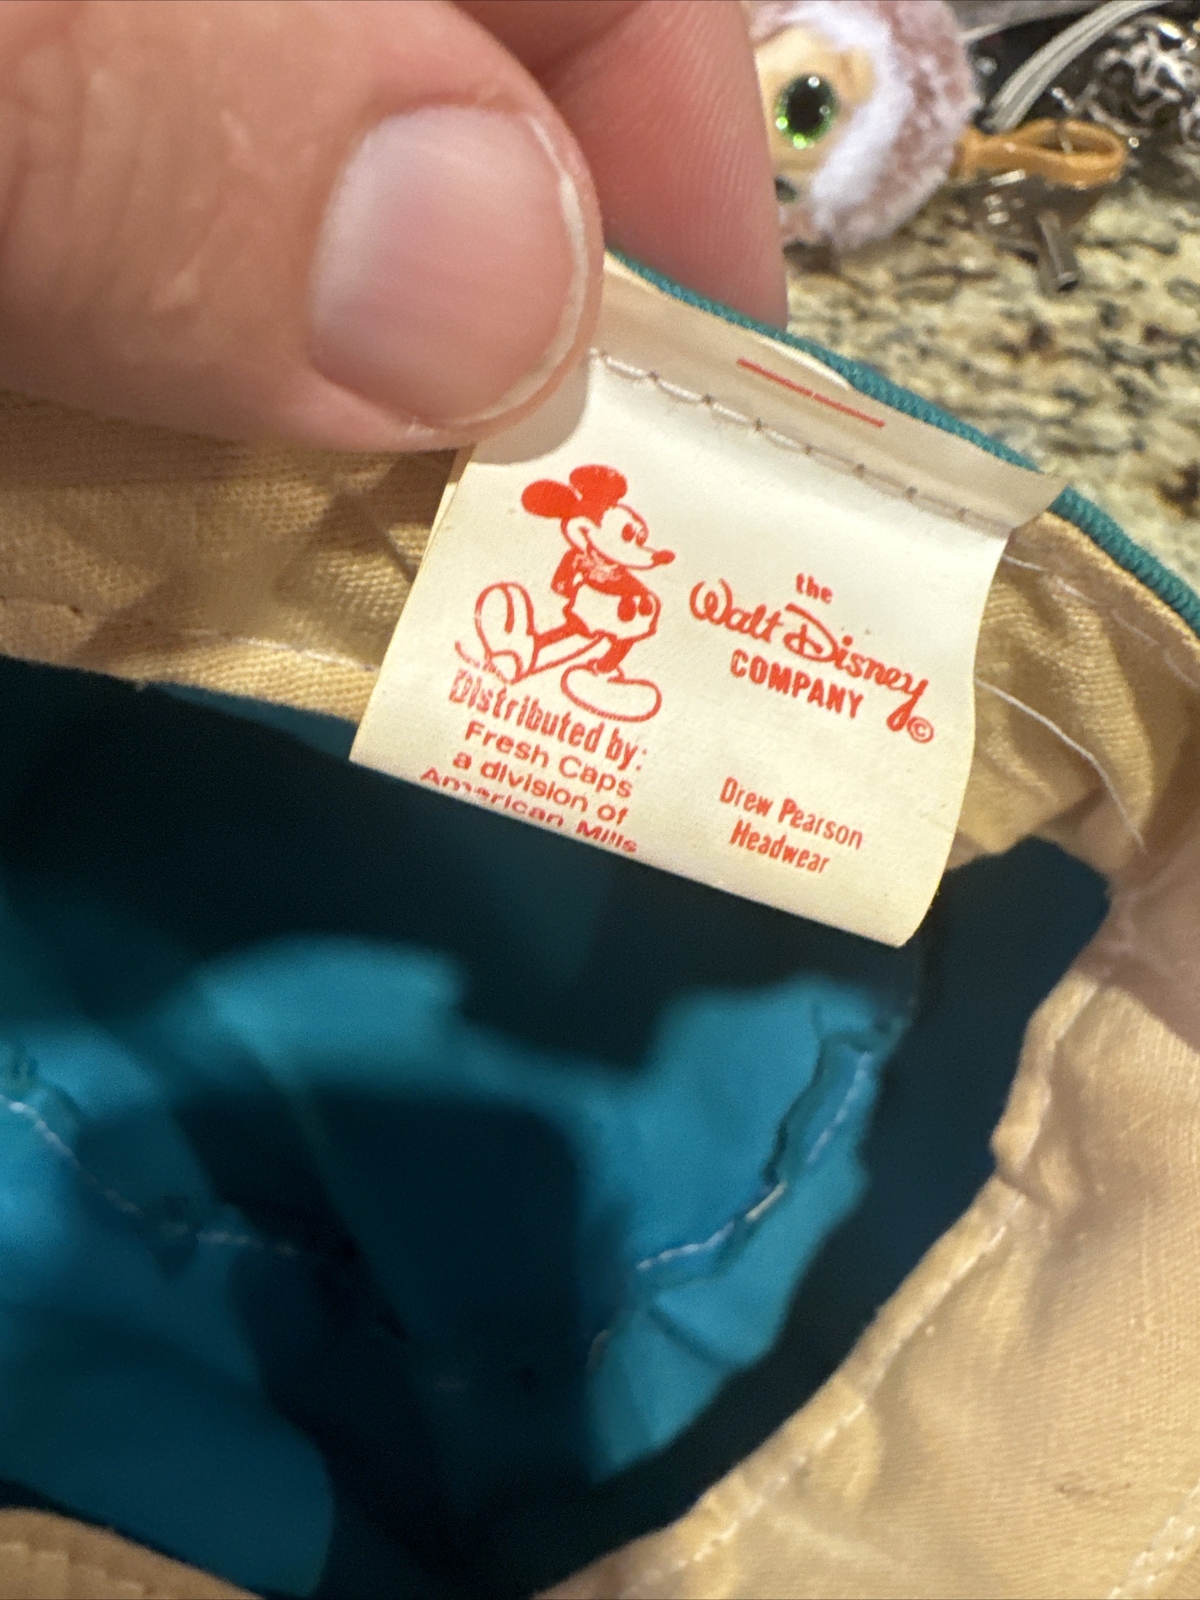 the
Walt Disney
COMPANY
©
Distributed by:
Fresh Caps
a division of
American Mills
Drew Pearson
Headwear